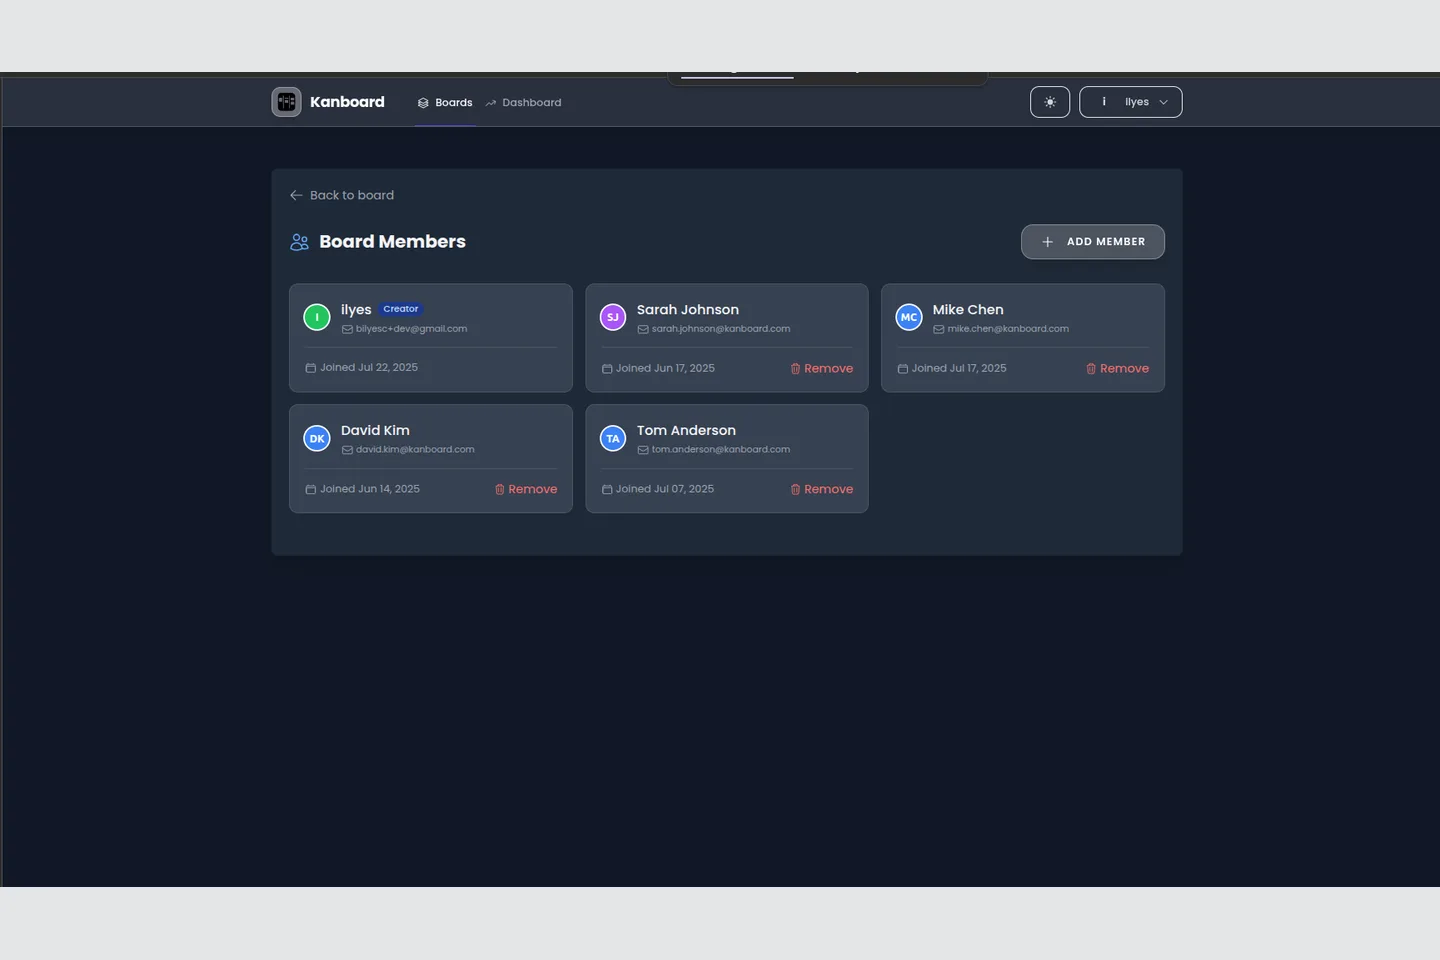 Kanboard
Boards
Dashboard
i
Ilyes
Back to board
Board Members
ADD MEMBER
I
ilyes
Creator
bilyesc+dev@gmail.com
Joined Jul 22, 2025
SJ
Sarah Johnson
sarah.johnson@kanboard.com
Joined Jun 17, 2025
Remove
MC
Mike Chen
mike.chen@kanboard.com
Joined Jul 17, 2025
Remove
DK
David Kim
david.kim@kanboard.com
Joined Jun 14, 2025
Remove
TA
Tom Anderson
tom.anderson@kanboard.com
Joined Jul 07, 2025
Remove